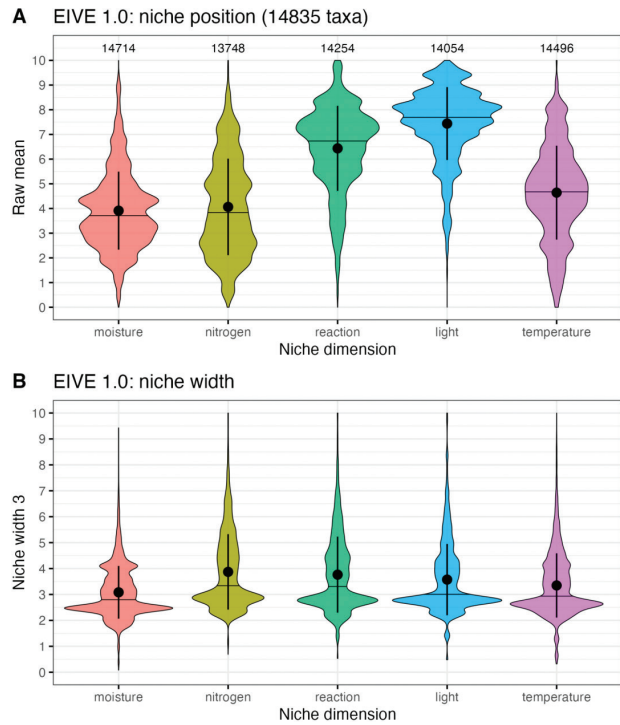 A EIVE 1.0: niche position (14835 taxa)
14714 13748 14254 14054 14496
10
9
8
7
6
5
4
3
2
1
0
Raw mean
moisture nitrogen reaction light temperature
Niche dimension
B EIVE 1.0: niche width
10
9
8
7
6
5
4
3
2
1
0
Niche width 3
moisture nitrogen reaction light temperature
Niche dimension